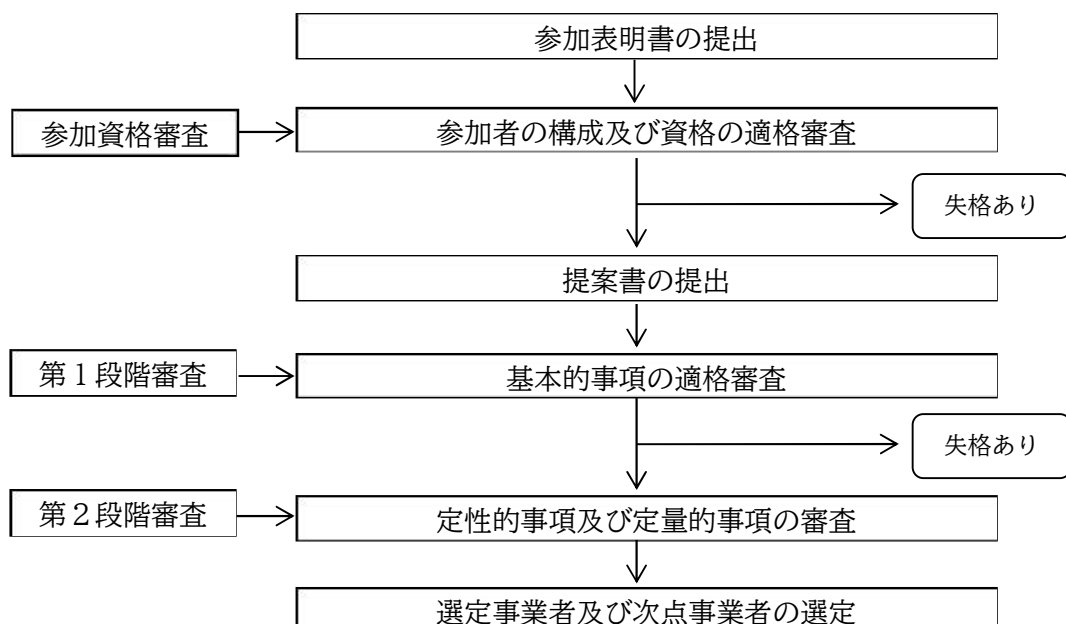 参加表明書の提出
参加資格審査
参加者の構成及び資格の適格審査
失格あり
提案書の提出
第１段階審査
基本的事項の適格審査
失格あり
第２段階審査
定性的事項及び定量的事項の審査
選定事業者及び次点事業者の選定